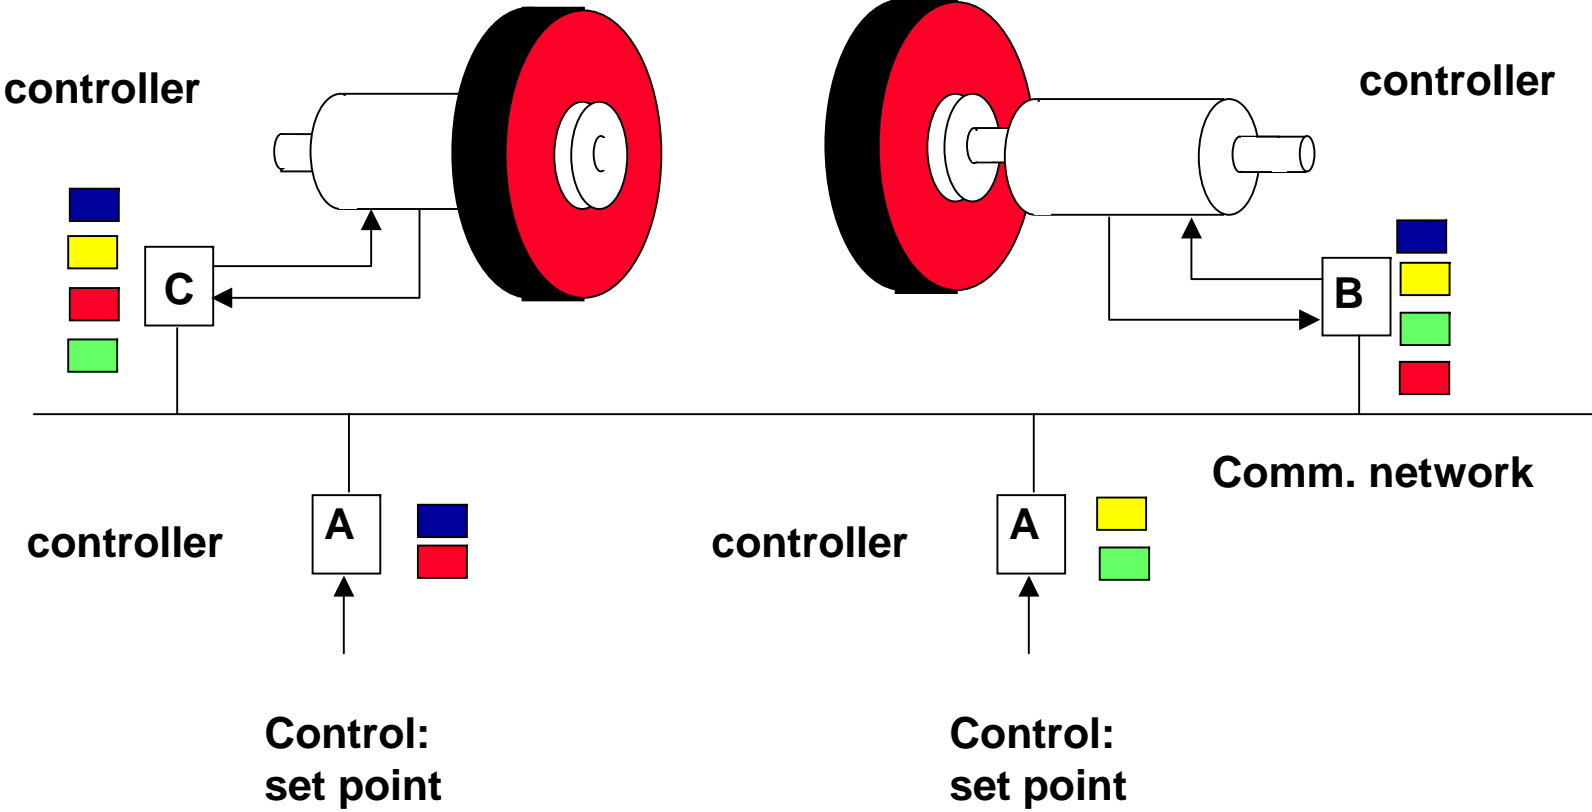 controller
controller
C
B
Comm. network
controller
A
controller
A
Control:
set point
Control:
set point